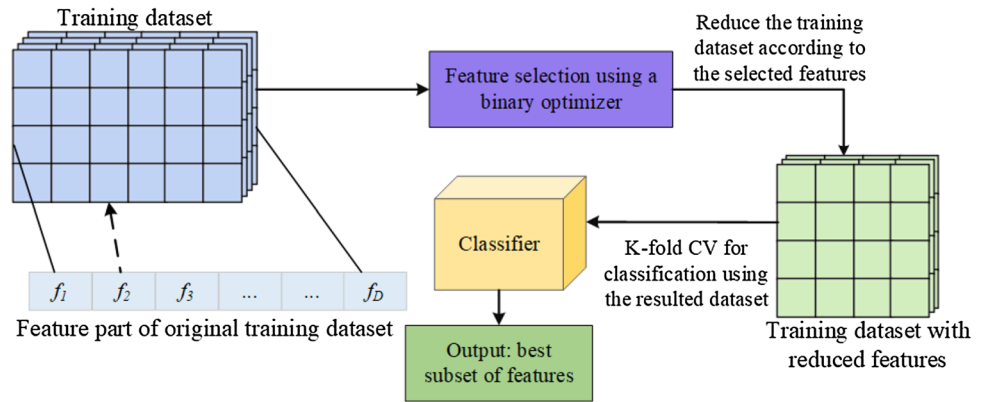 Training dataset
Feature selection using a
binary optimizer
Reduce the training
dataset according to
the selected features
Classifier
K-fold CV for
classification using
the resulted dataset
f1 f2 f3 ... ... fD
Feature part of original training dataset
Training dataset with
reduced features
Output: best
subset of features